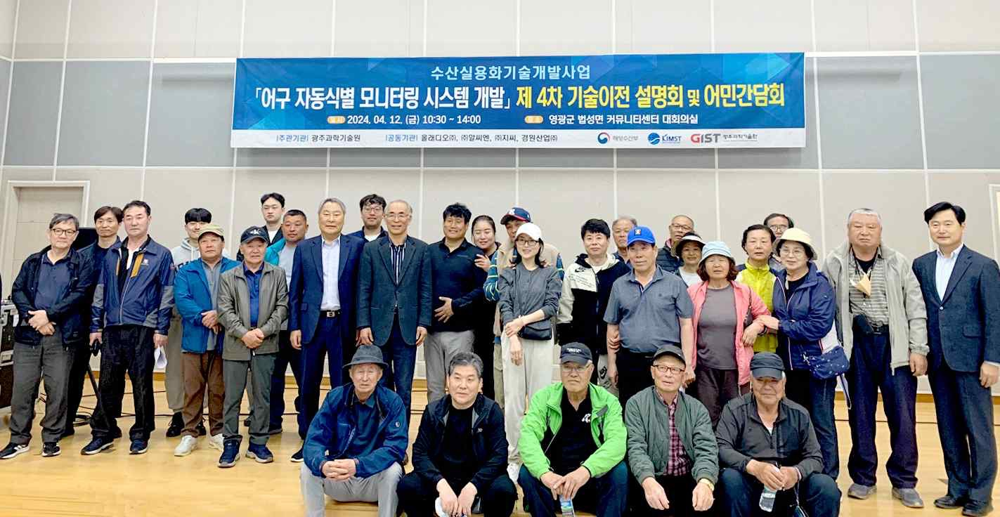 수산실용화기술개발사업
「어구 자동식별 모니터링 시스템 개발」 제 4차 기술이전 설명회 및 어민간담회
일시 2024. 04. 12. (금) 10:30 ~ 14:00 장소 영광군 법성면 커뮤니티센터 대회의실
|주관기관| 광주과학기술원 |공동기관| 올래디오㈜, ㈜알씨엔, ㈜지씨, 경원산업㈜ 해양수산부 KIMST GIST 광주과학기술원